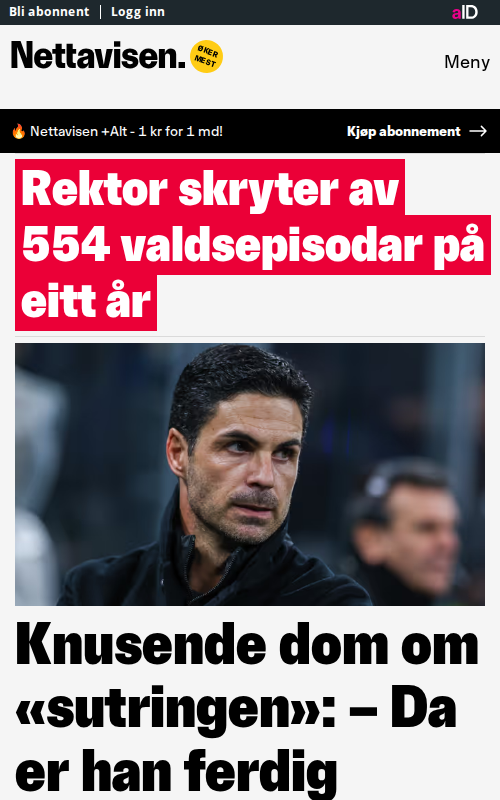 Bli abonnent | Logg inn
aID
Nettavisen.
ØKER
MEST
Meny
Nettavisen +Alt - 1 kr for 1 md!
Kjøp abonnement →
Rektor skryter av
554 valdsepisodar på
eitt år
Knusende dom om
«sutringen»: – Da
er han ferdig